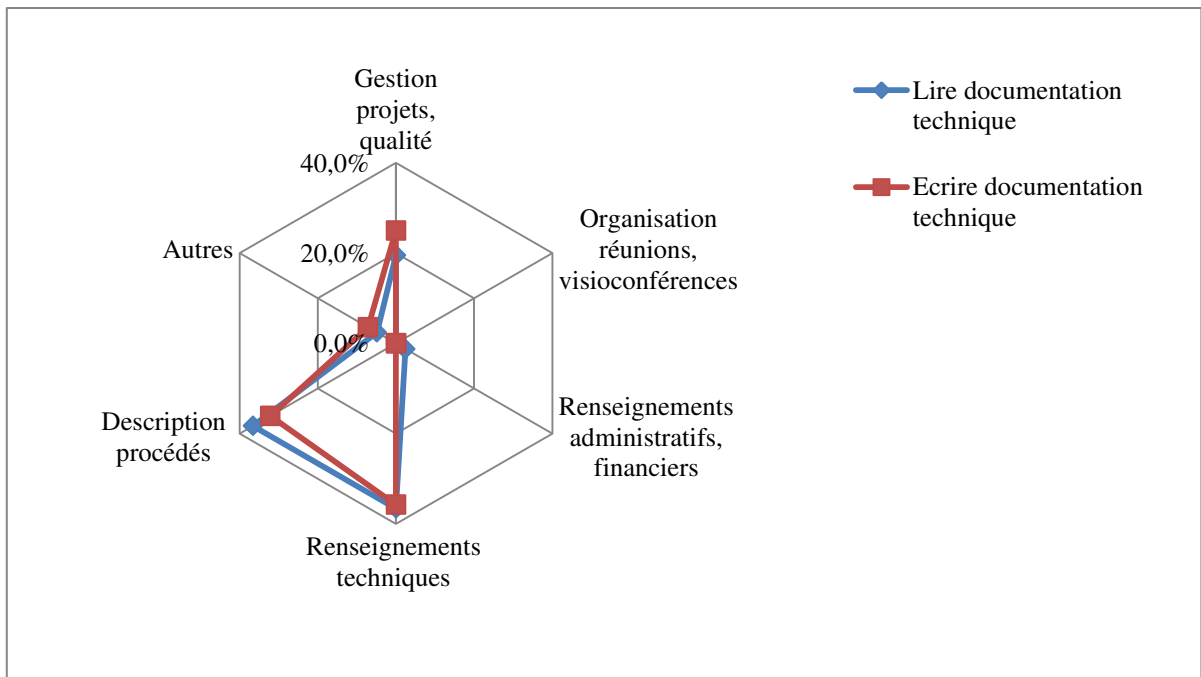 Gestion
projets,
qualité
40,0%
20,0%
0,0%
Organisation
réunions,
visioconférences
Renseignements
administratifs,
financiers
Renseignements
techniques
Description
procédés
Autres
Lire documentation
technique
Ecrire documentation
technique